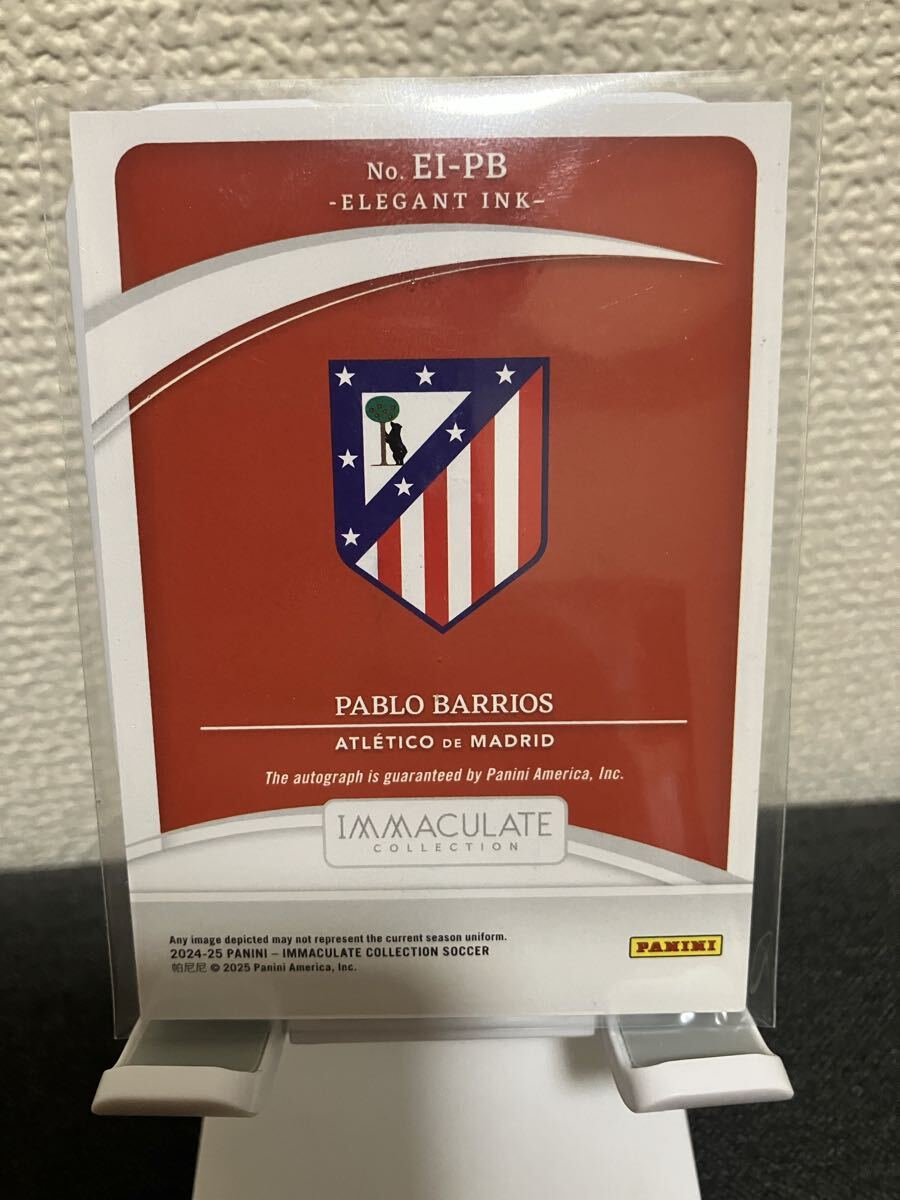 No. EI-PB
-ELEGANT INK-
PABLO BARRIOS
ATLÉTICO DE MADRID
The autograph is guaranteed by Panini America, Inc.
IMMACULATE
COLLECTION
Any image depicted may not represent the current season uniform.
2024-25 PANINI – IMMACULATE COLLECTION SOCCER
帕尼尼 © 2025 Panini America, Inc.
PANINI